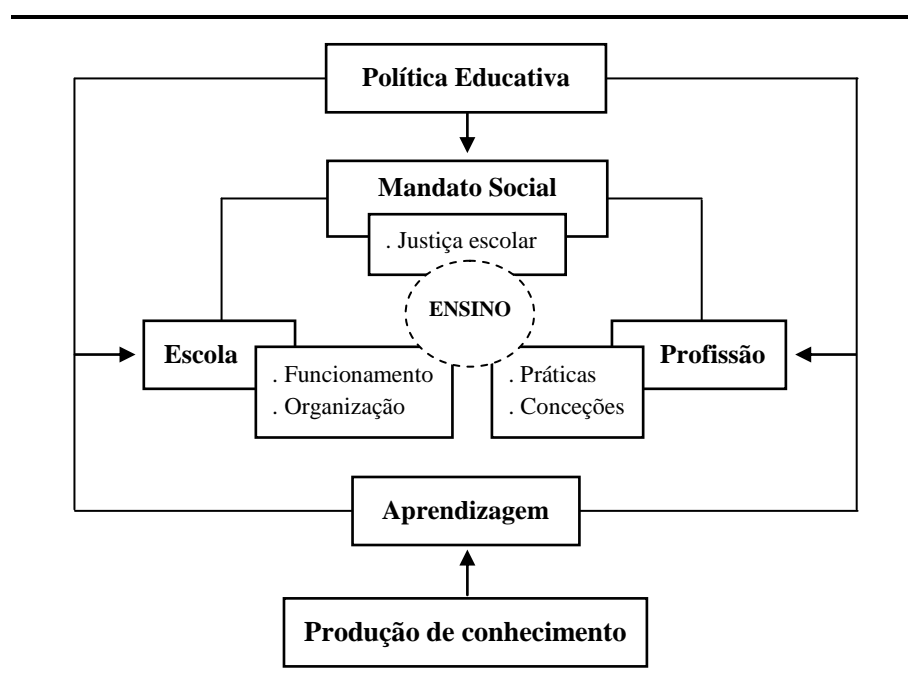 Política Educativa
Mandato Social
. Justiça escolar
ENSINO
Escola
Profissão
. Funcionamento
. Organização
. Práticas
. Conceções
Aprendizagem
Produção de conhecimento